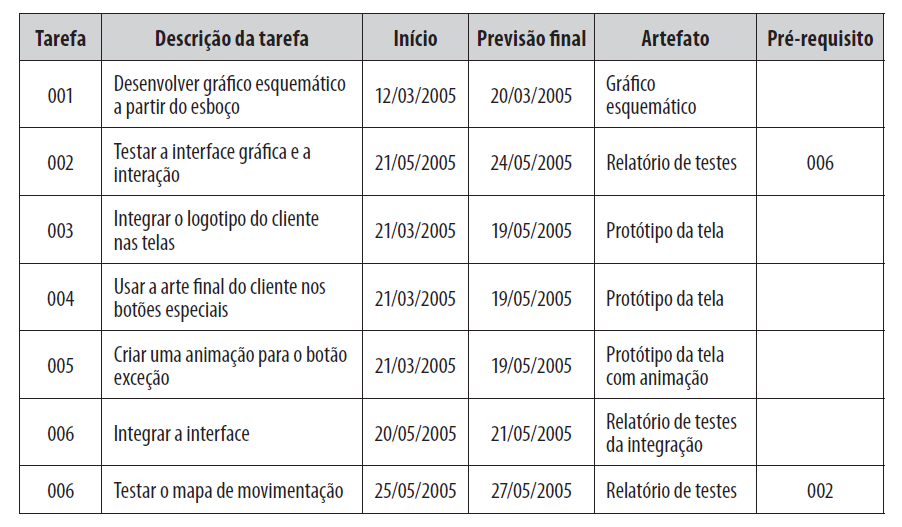 Tarefa Descrição da tarefa Início Previsão final Artefato Pré-requisito
001 Desenvolver gráfico esquemático a partir do esboço 12/03/2005 20/03/2005 Gráfico esquemático
002 Testar a interface gráfica e a interação 21/05/2005 24/05/2005 Relatório de testes 006
003 Integrar o logotipo do cliente nas telas 21/03/2005 19/05/2005 Protótipo da tela
004 Usar a arte final do cliente nos botões especiais 21/03/2005 19/05/2005 Protótipo da tela
005 Criar uma animação para o botão exceção 21/03/2005 19/05/2005 Protótipo da tela com animação
006 Integrar a interface 20/05/2005 21/05/2005 Relatório de testes da integração
006 Testar o mapa de movimentação 25/05/2005 27/05/2005 Relatório de testes 002